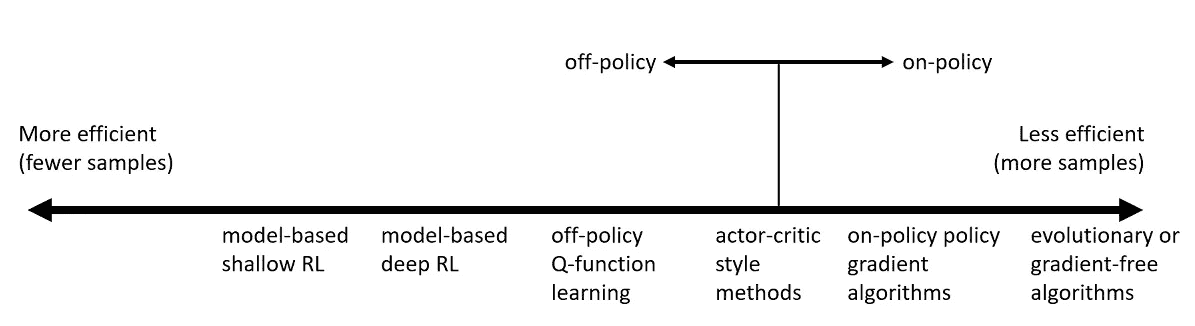 off-policy
on-policy
More efficient
(fewer samples)
Less efficient
(more samples)
model-based
shallow RL
model-based
deep RL
off-policy
Q-function
learning
actor-critic
style
methods
on-policy policy
gradient
algorithms
evolutionary or
gradient-free
algorithms